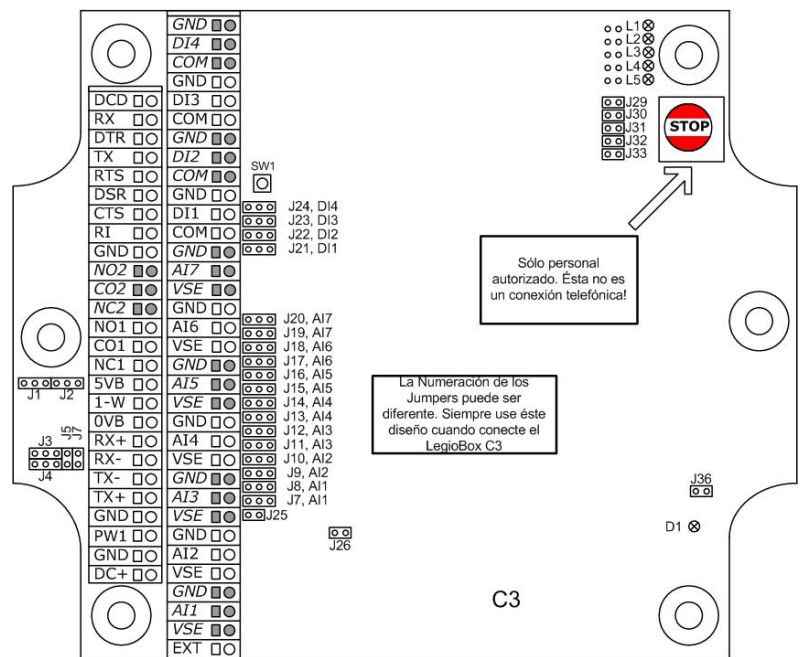 GND
DI4
COM
GND
DI3
COM
GND
DI2
COM
GND
DI1
COM
GND
AI7
VSE
GND
AI6
VSE
GND
AI5
VSE
GND
AI4
VSE
GND
AI3
VSE
GND
AI2
VSE
GND
AI1
VSE
EXT
DCD
RX
DTR
TX
RTS
DSR
CTS
RI
GND
NO2
CO2
NC2
NO1
CO1
NC1
5VB
1-W
0VB
RX+
RX-
TX-
TX+
GND
PW1
GND
DC+
J1 J2
J3
J5
J7
J4
SW1
J24, DI4
J23, DI3
J22, DI2
J21, DI1
J20, AI7
J19, AI7
J18, AI6
J17, AI6
J16, AI5
J15, AI5
J14, AI4
J13, AI4
J12, AI3
J11, AI3
J10, AI2
J9, AI2
J8, AI1
J7, AI1
J25
J26
L1
L2
L3
L4
L5
J29
J30
J31
J32
J33
STOP
Sólo personal
autorizado. Ésta no es
un conexión telefónica!
La Numeración de los
Jumpers puede ser
diferente. Siempre use éste
diseño cuando conecte el
LegioBox C3
J36
D1
C3